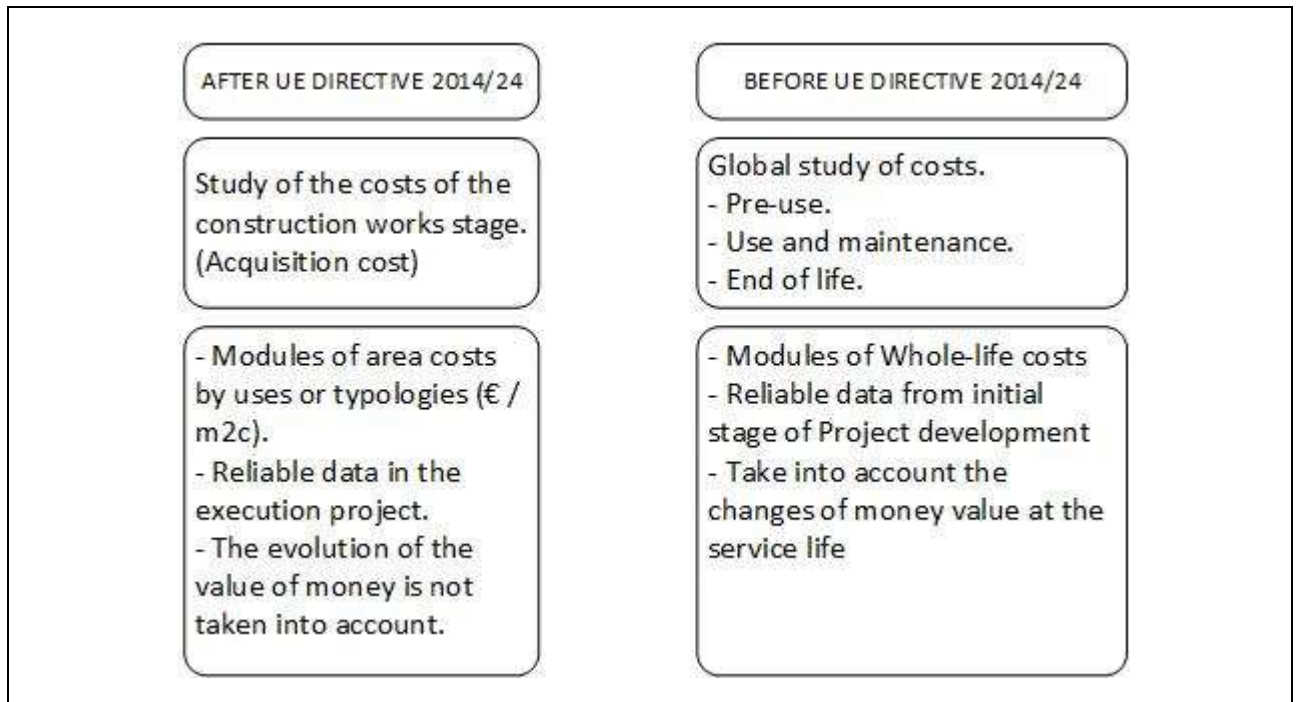 AFTER UE DIRECTIVE 2014/24
Study of the costs of the
construction works stage.
(Acquisition cost)
- Modules of area costs
by uses or typologies (€ /
m2c).
- Reliable data in the
execution project.
- The evolution of the
value of money is not
taken into account.
BEFORE UE DIRECTIVE 2014/24
Global study of costs.
- Pre-use.
- Use and maintenance.
- End of life.
- Modules of Whole-life costs
- Reliable data from initial
stage of Project development
- Take into account the
changes of money value at the
service life